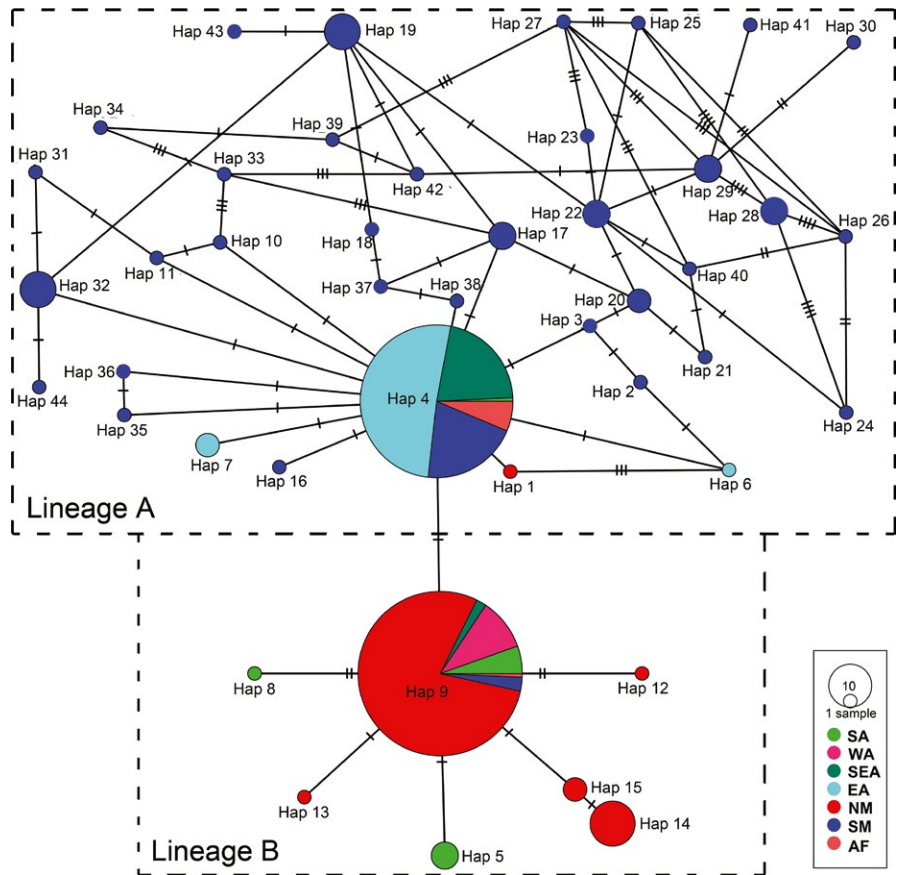 Hap 43
Hap 19
Hap 27
Hap 25
Hap 41
Hap 30
Hap 34
Hap 39
Hap 23
Hap 31
Hap 33
Hap 42
Hap 29
Hap 22
Hap 28
Hap 18
Hap 17
Hap 26
Hap 10
Hap 11
Hap 40
Hap 32
Hap 37
Hap 38
Hap 20
Hap 3
Hap 21
Hap 36
Hap 4
Hap 2
Hap 44
Hap 35
Hap 24
Hap 7
Hap 16
Hap 1
Hap 6
Lineage A
Hap 8
Hap 9
Hap 12
Hap 15
Hap 13
Hap 14
Hap 5
Lineage B
10
1 sample
SA
WA
SEA
EA
NM
SM
AF